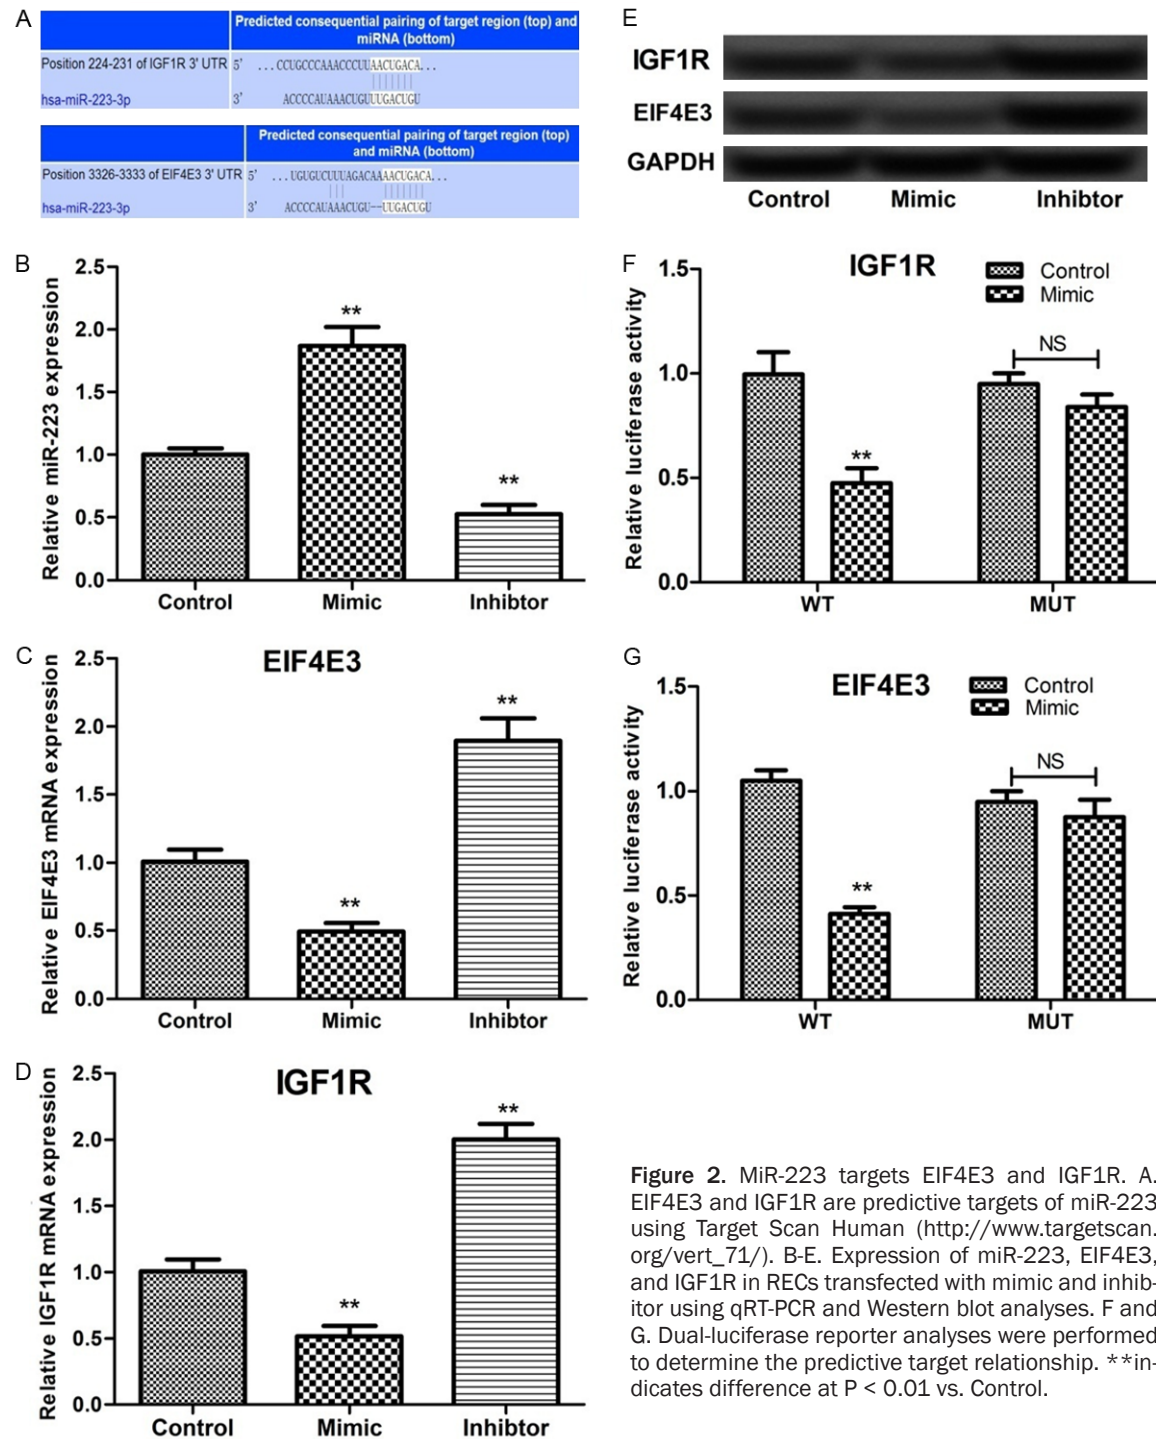 A
Predicted consequential pairing of target region (top) and
miRNA (bottom)
Position 224-231 of IGF1R 3' UTR 5' ...CCUGCCCAAACCCUUAACUGACA...
hsa-miR-223-3p 3' ACCCCAUAAACUGUUUGACUGU
Predicted consequential pairing of target region (top)
and miRNA (bottom)
Position 3326-3333 of EIF4E3 3' UTR 5' ...UGUGUCUUUAGACAAAACUGACA...
hsa-miR-223-3p 3' ACCCCAUAAACUGU--UUGACUGU
B
Relative miR-223 expression
2.5
2.0
1.5
1.0
0.5
0.0
**
**
Control Mimic Inhibtor
C
EIF4E3
Relative EIF4E3 mRNA expression
2.5
2.0
1.5
1.0
0.5
0.0
**
**
Control Mimic Inhibtor
D
IGF1R
Relative IGF1R mRNA expression
2.5
2.0
1.5
1.0
0.5
0.0
**
**
Control Mimic Inhibtor
E
IGF1R
EIF4E3
GAPDH
Control Mimic Inhibtor
F
IGF1R
Control
Mimic
Relative luciferase activity
1.5
1.0
0.5
0.0
**
NS
WT MUT
G
EIF4E3
Control
Mimic
Relative luciferase activity
1.5
1.0
0.5
0.0
**
NS
WT MUT
Figure 2. MiR-223 targets EIF4E3 and IGF1R. A.
EIF4E3 and IGF1R are predictive targets of miR-223
using Target Scan Human (http://www.targetscan.
org/vert_71/). B-E. Expression of miR-223, EIF4E3,
and IGF1R in RECs transfected with mimic and inhib-
itor using qRT-PCR and Western blot analyses. F and
G. Dual-luciferase reporter analyses were performed
to determine the predictive target relationship. **in-
dicates difference at P < 0.01 vs. Control.